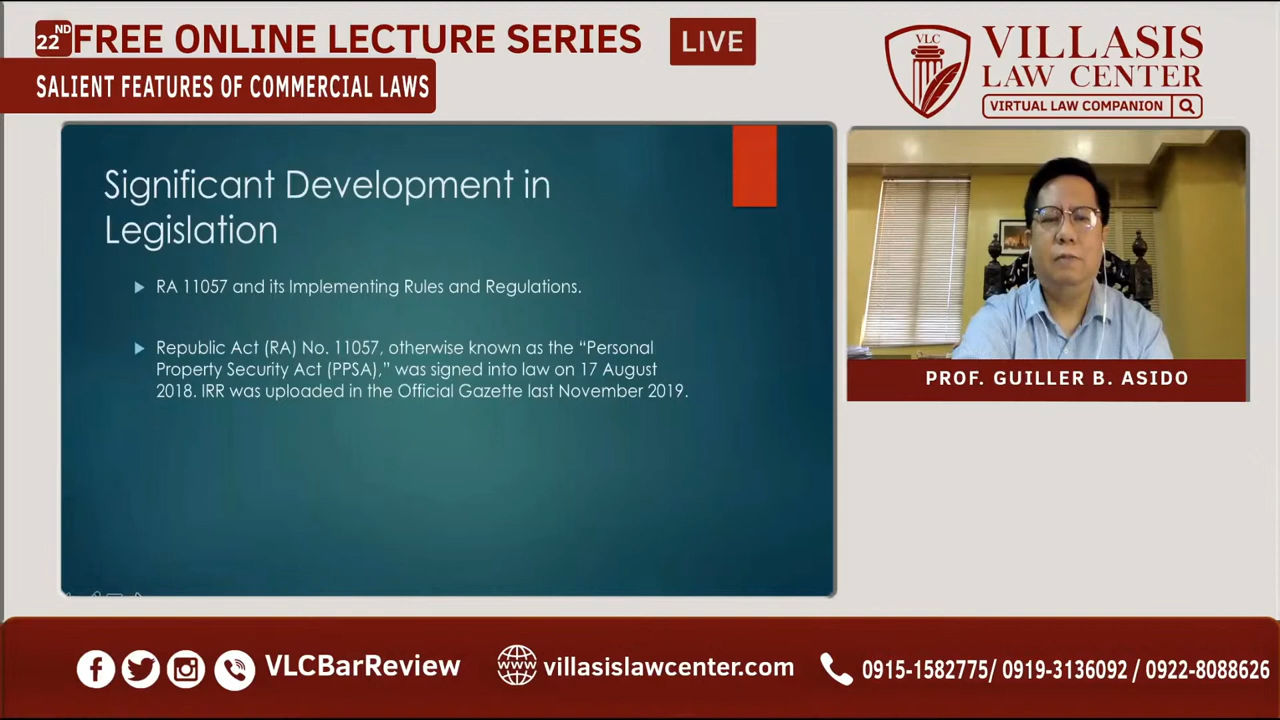 22ND FREE ONLINE LECTURE SERIES
LIVE
SALIENT FEATURES OF COMMERCIAL LAWS
VLC
VILLASIS
LAW CENTER
VIRTUAL LAW COMPANION
Significant Development in
Legislation
RA 11057 and its Implementing Rules and Regulations.
Republic Act (RA) No. 11057, otherwise known as the “Personal
Property Security Act (PPSA),” was signed into law on 17 August
2018. IRR was uploaded in the Official Gazette last November 2019.
PROF. GUILLER B. ASIDO
VLCBarReview
www
villasislawcenter.com
0915-1582775/ 0919-3136092 / 0922-8088626